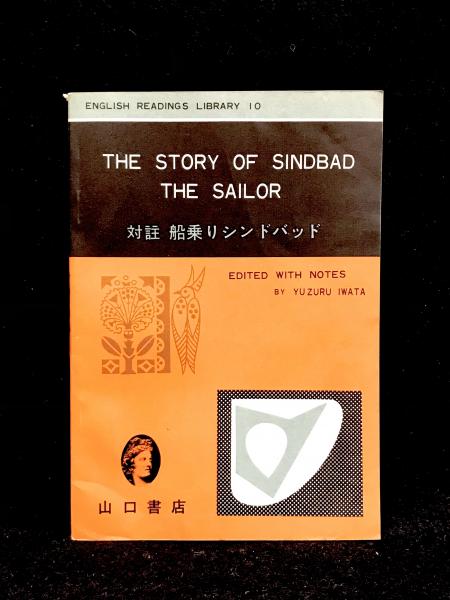 ENGLISH READINGS LIBRARY 10
THE STORY OF SINDBAD
THE SAILOR
対註 船乗りシンドバッド
EDITED WITH NOTES
BY YUZURU IWATA
山口書店